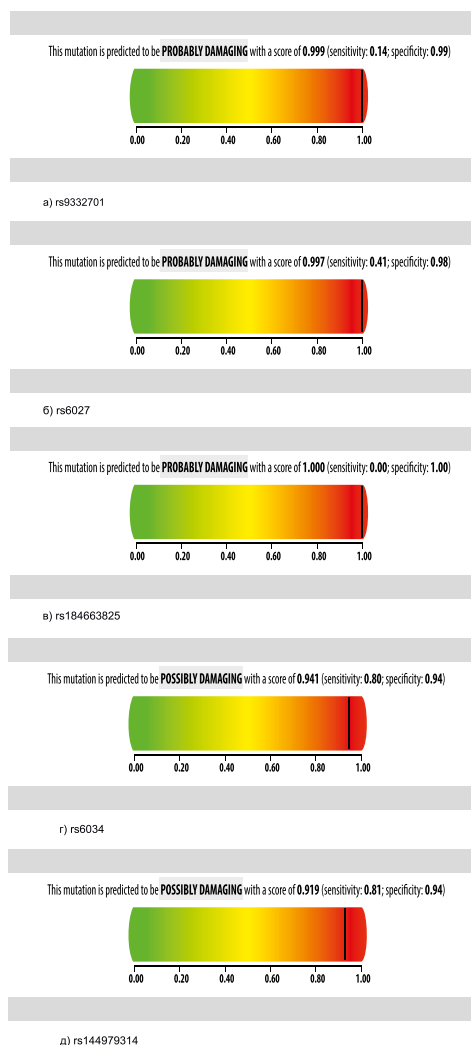 This mutation is predicted to be PROBABLY DAMAGING with a score of 0.999 (sensitivity: 0.14; specificity: 0.99)
0.00 0.20 0.40 0.60 0.80 1.00
а) rs9332701
This mutation is predicted to be PROBABLY DAMAGING with a score of 0.997 (sensitivity: 0.41; specificity: 0.98)
0.00 0.20 0.40 0.60 0.80 1.00
б) rs6027
This mutation is predicted to be PROBABLY DAMAGING with a score of 1.000 (sensitivity: 0.00; specificity: 1.00)
0.00 0.20 0.40 0.60 0.80 1.00
в) rs184663825
This mutation is predicted to be POSSIBLY DAMAGING with a score of 0.941 (sensitivity: 0.80; specificity: 0.94)
0.00 0.20 0.40 0.60 0.80 1.00
г) rs6034
This mutation is predicted to be POSSIBLY DAMAGING with a score of 0.919 (sensitivity: 0.81; specificity: 0.94)
0.00 0.20 0.40 0.60 0.80 1.00
д) rs144979314